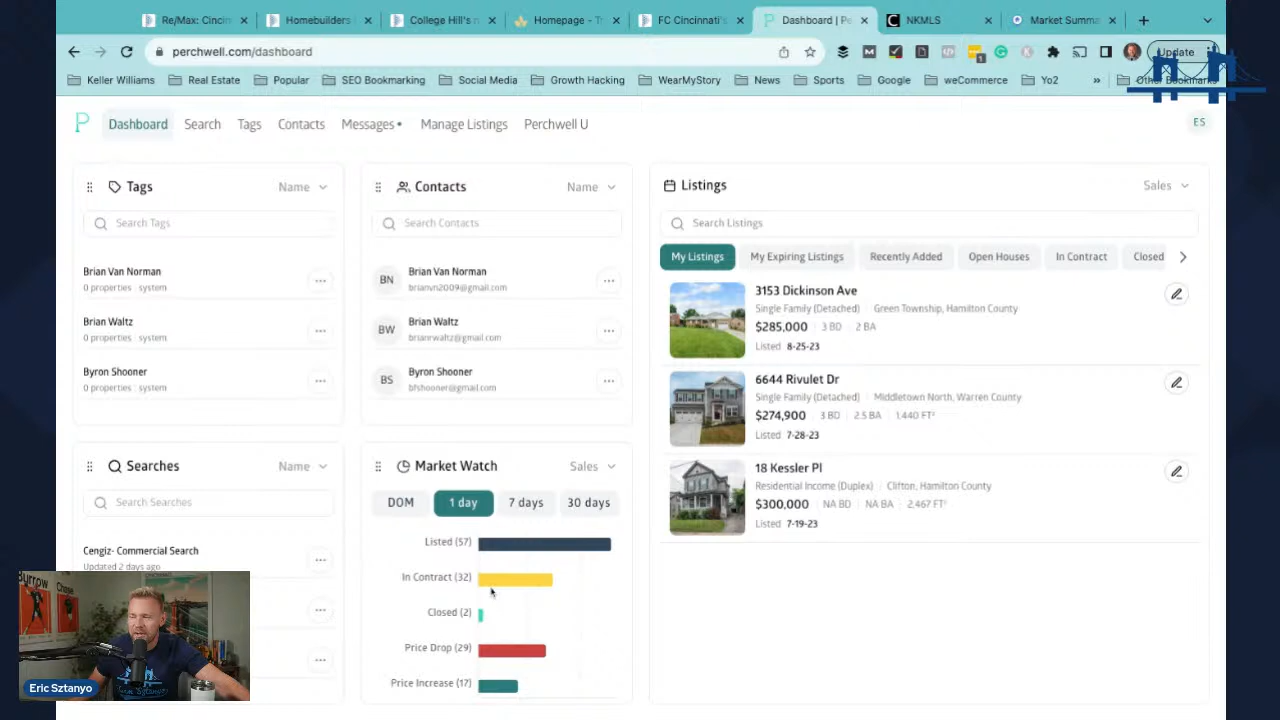 Re/Max: Cincin
Homebuilders
College Hill's n
Homepage - Th
FC Cincinnati's
Dashboard | Pe
NKMLS
Market Summa
perchwell.com/dashboard
Update
Keller Williams
Real Estate
Popular
SEO Bookmarking
Social Media
Growth Hacking
WearMyStory
News
Sports
Google
weCommerce
Yo2
»
Other Bookmarks
P
Dashboard
Search
Tags
Contacts
Messages
Manage Listings
Perchwell U
ES
Tags
Name
Search Tags
Brian Van Norman
0 properties system
Brian Waltz
0 properties system
Byron Shooner
0 properties system
Contacts
Name
Search Contacts
BN
Brian Van Norman
brianvn2009@gmail.com
BW
Brian Waltz
brianrwaltz@gmail.com
BS
Byron Shooner
bfshooner@gmail.com
Listings
Sales
Search Listings
My Listings
My Expiring Listings
Recently Added
Open Houses
In Contract
Closed
3153 Dickinson Ave
Single Family (Detached) Green Township, Hamilton County
$285,000 3 BD 2 BA
Listed 8-25-23
6644 Rivulet Dr
Single Family (Detached) Middletown North, Warren County
$274,900 3 BD 2.5 BA 1,440 FT²
Listed 7-28-23
18 Kessler Pl
Residential Income (Duplex) Clifton, Hamilton County
$300,000 NA BD NA BA 2,467 FT²
Listed 7-19-23
Searches
Name
Search Searches
Cengiz- Commercial Search
Updated 2 days ago
Market Watch
Sales
DOM
1 day
7 days
30 days
Listed (57)
In Contract (32)
Closed (2)
Price Drop (29)
Price Increase (17)
Burrow
Chase
Eric Sztanyo